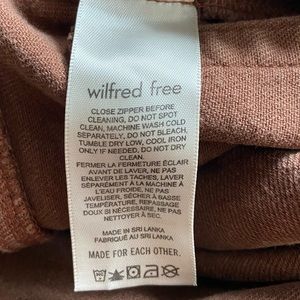 wilfred free
CLOSE ZIPPER BEFORE
CLEANING, DO NOT SPOT
CLEAN, MACHINE WASH COLD
SEPARATELY, DO NOT BLEACH,
TUMBLE DRY LOW, COOL IRON
ONLY IF NEEDED, DO NOT DRY
CLEAN.
FERMER LA FERMETURE ÉCLAIR
AVANT LE LAVAGE, NE PAS
ENLEVER LES TACHES, LAVER
SÉPARÉMENT À LA MACHINE À
L'EAU FROIDE, NE PAS
JAVELISER, SÉCHER BASSE
TEMPÉRATURE, REPASSAGE
DOUX SI NÉCESSAIRE, NE PAS
NETTOYER À SEC.
MADE IN SRI LANKA
FABRIQUÉ AU SRI LANKA
MADE FOR EACH OTHER.